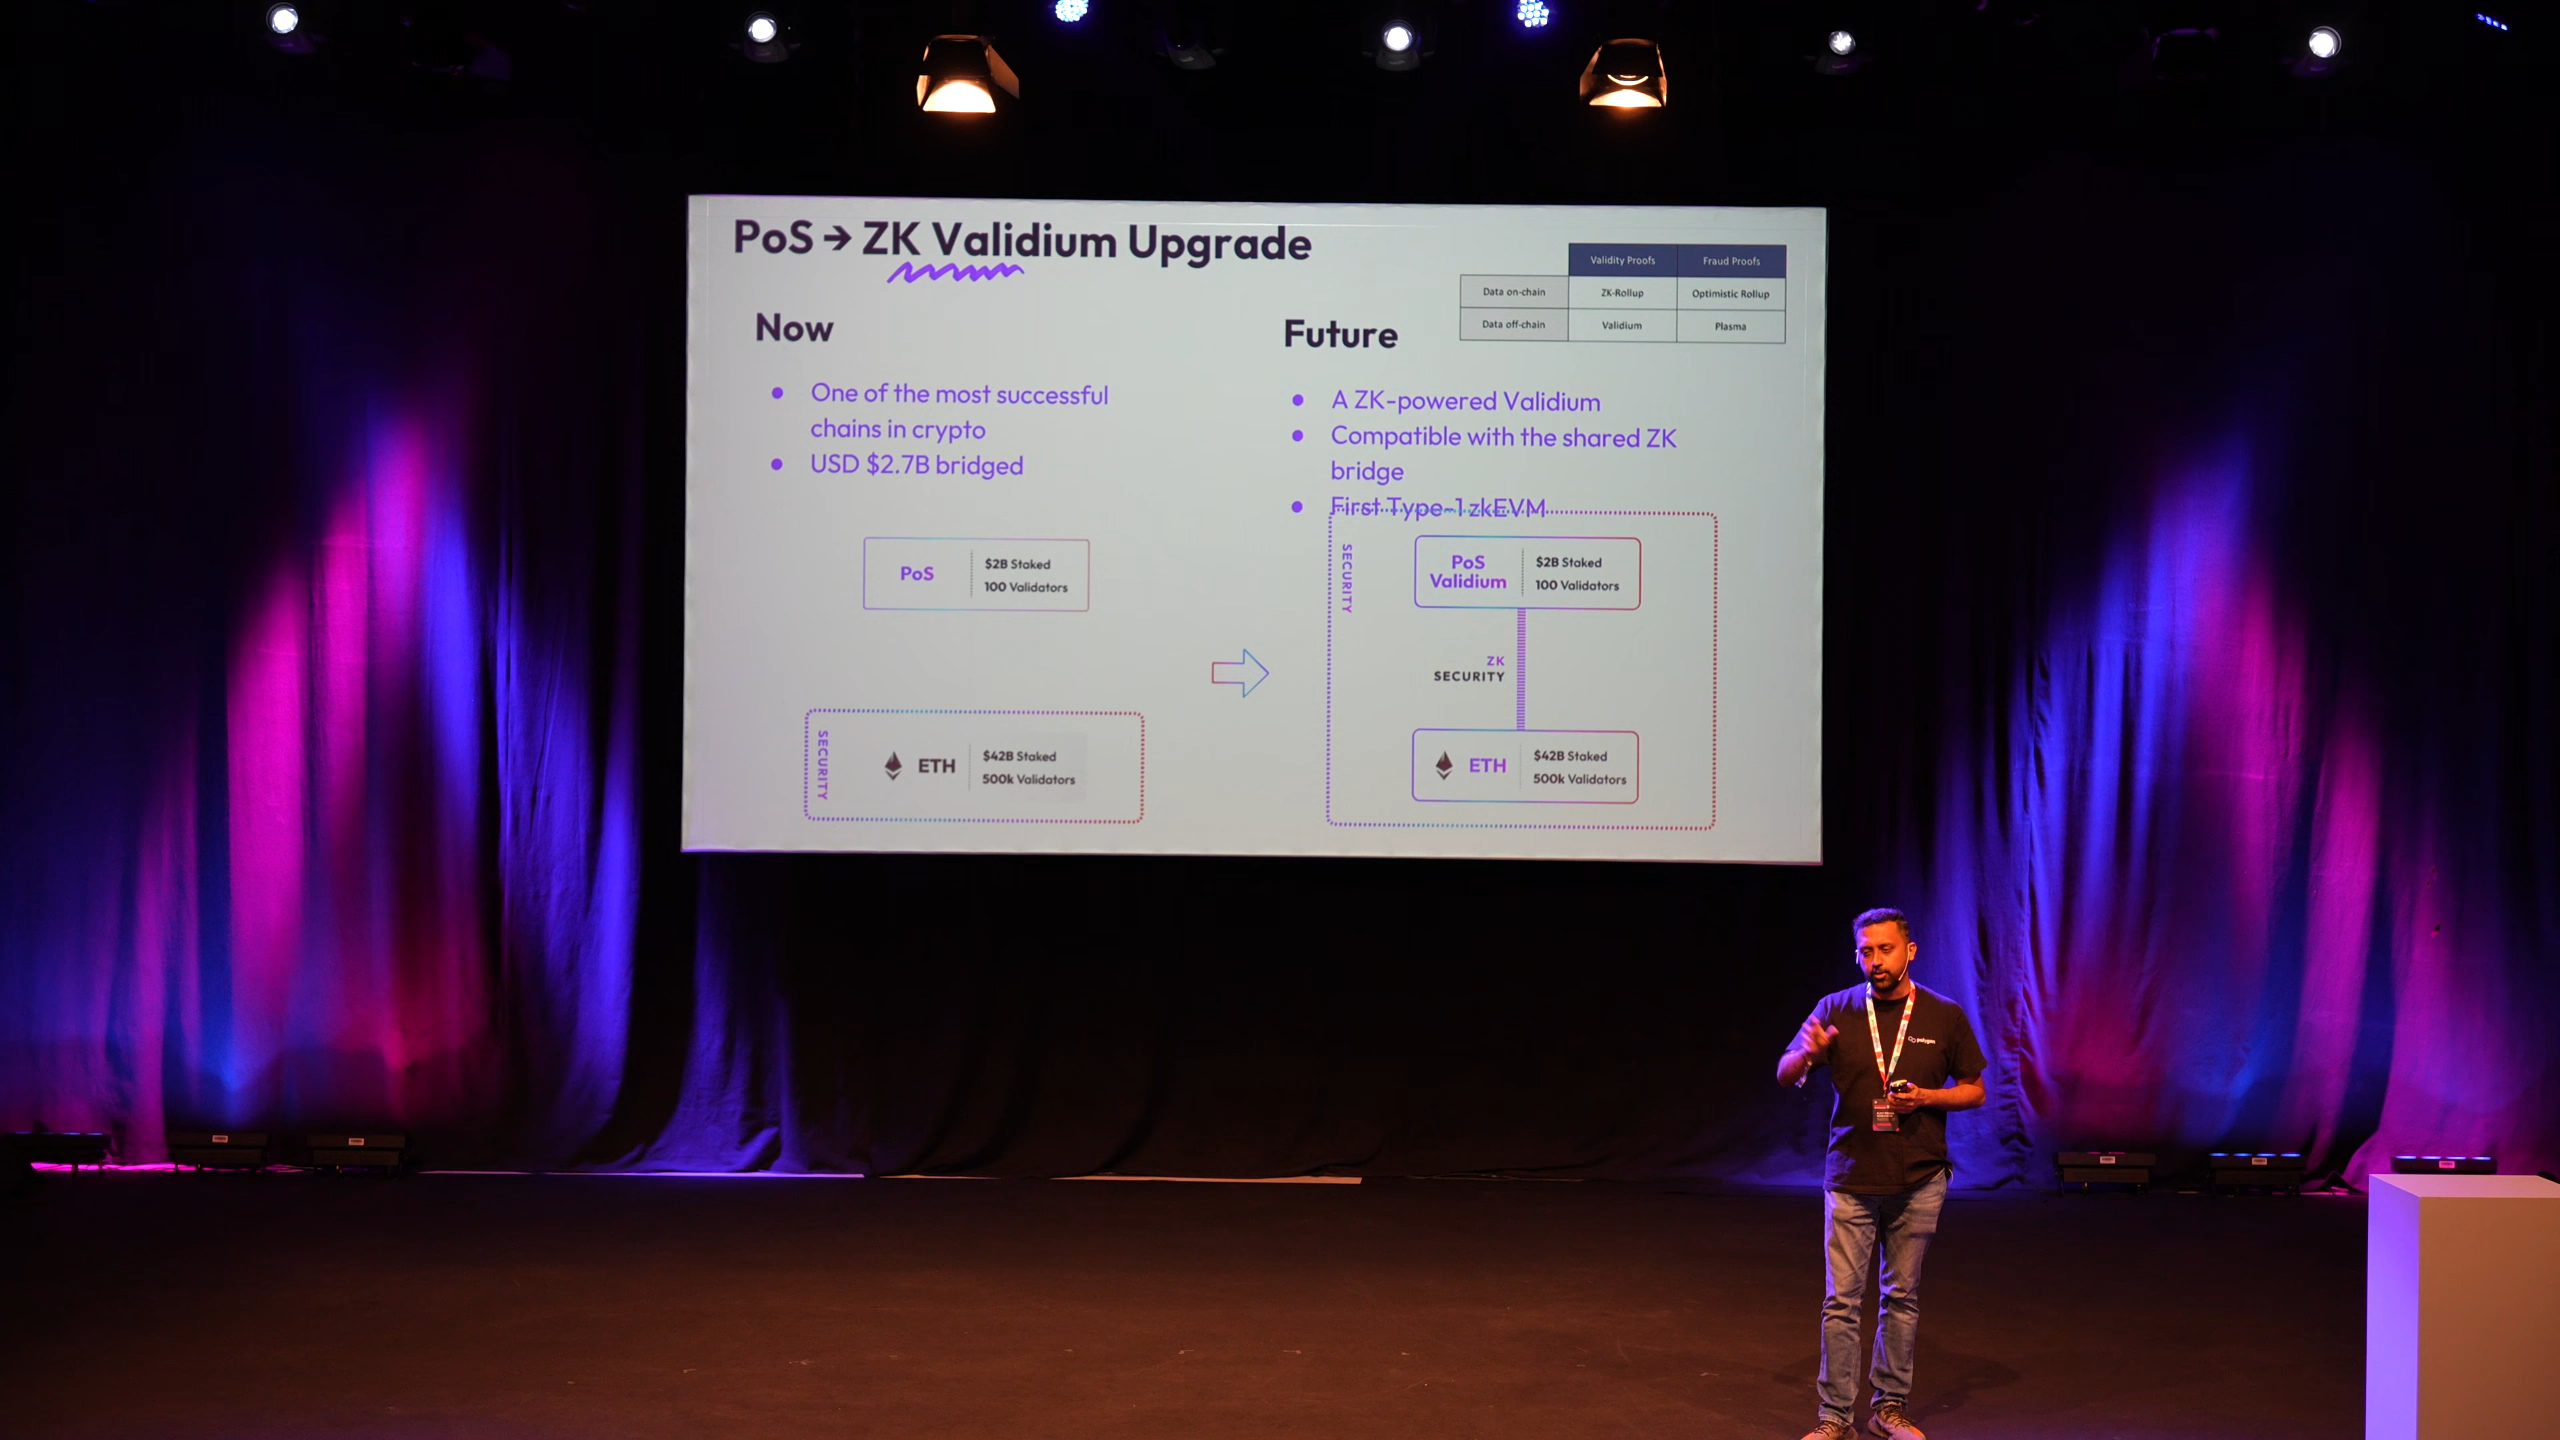 PoS → ZK Validium Upgrade
Validity Proofs Fraud Proofs
Data on-chain ZK-Rollup Optimistic Rollup
Data off-chain Validium Plasma
Now
One of the most successful
chains in crypto
USD $2.7B bridged
PoS
$2B Staked
100 Validators
SECURITY
ETH
$42B Staked
500k Validators
Future
A ZK-powered Validium
Compatible with the shared ZK
bridge
First Type-1 zkEVM
SECURITY
PoS
Validium
$2B Staked
100 Validators
ZK
SECURITY
ETH
$42B Staked
500k Validators
polygon